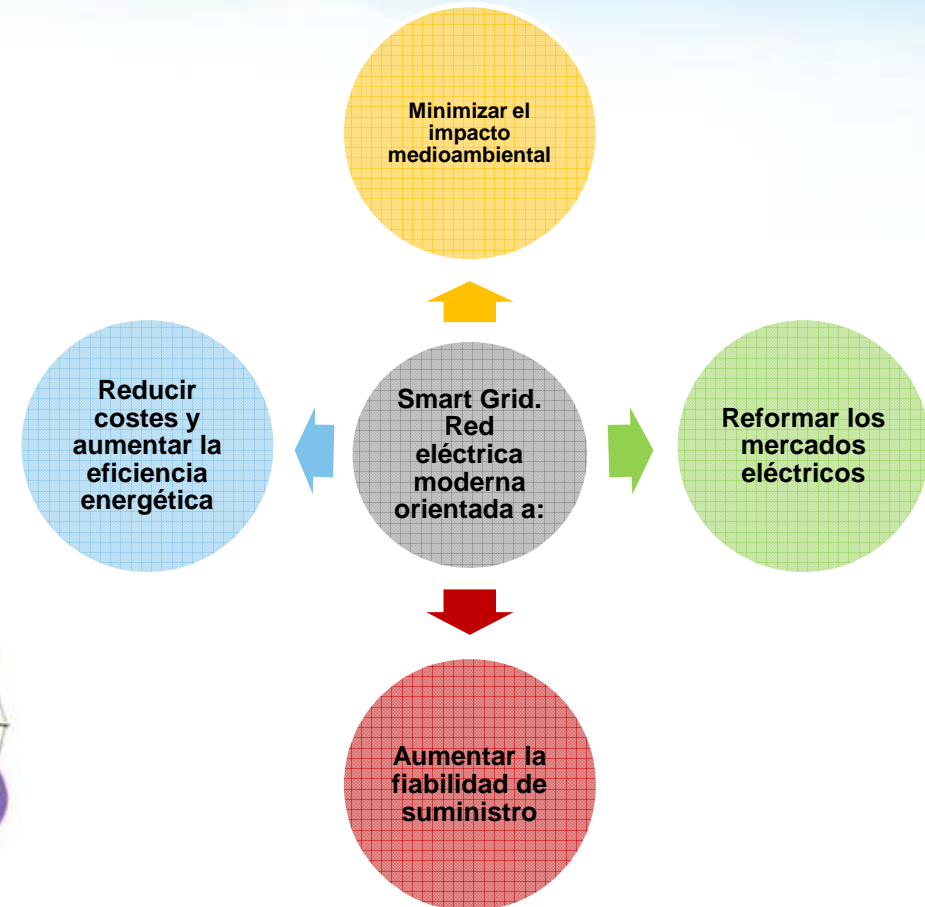 Minimizar el
impacto
medioambiental
Reducir
costes y
aumentar la
eficiencia
energética
Smart Grid.
Red
eléctrica
moderna
orientada a:
Reformar los
mercados
eléctricos
Aumentar la
fiabilidad de
suministro